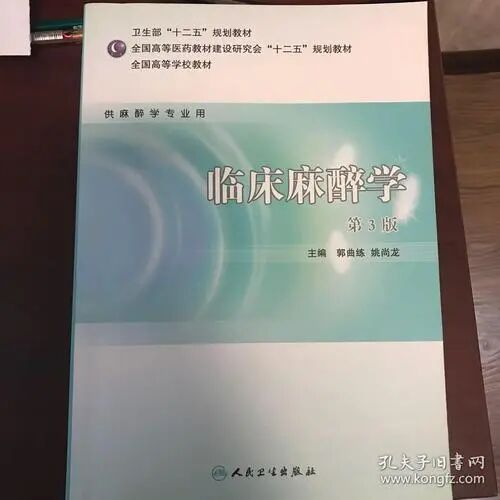 卫生部“十二五”规划教材
全国高等医药教材建设研究会“十二五”规划教材
全国高等学校教材
供麻醉学专业用
临床麻醉学
第3版
主编 郭曲练 姚尚龙
人民卫生出版社
孔夫子旧书网
kongfz.com